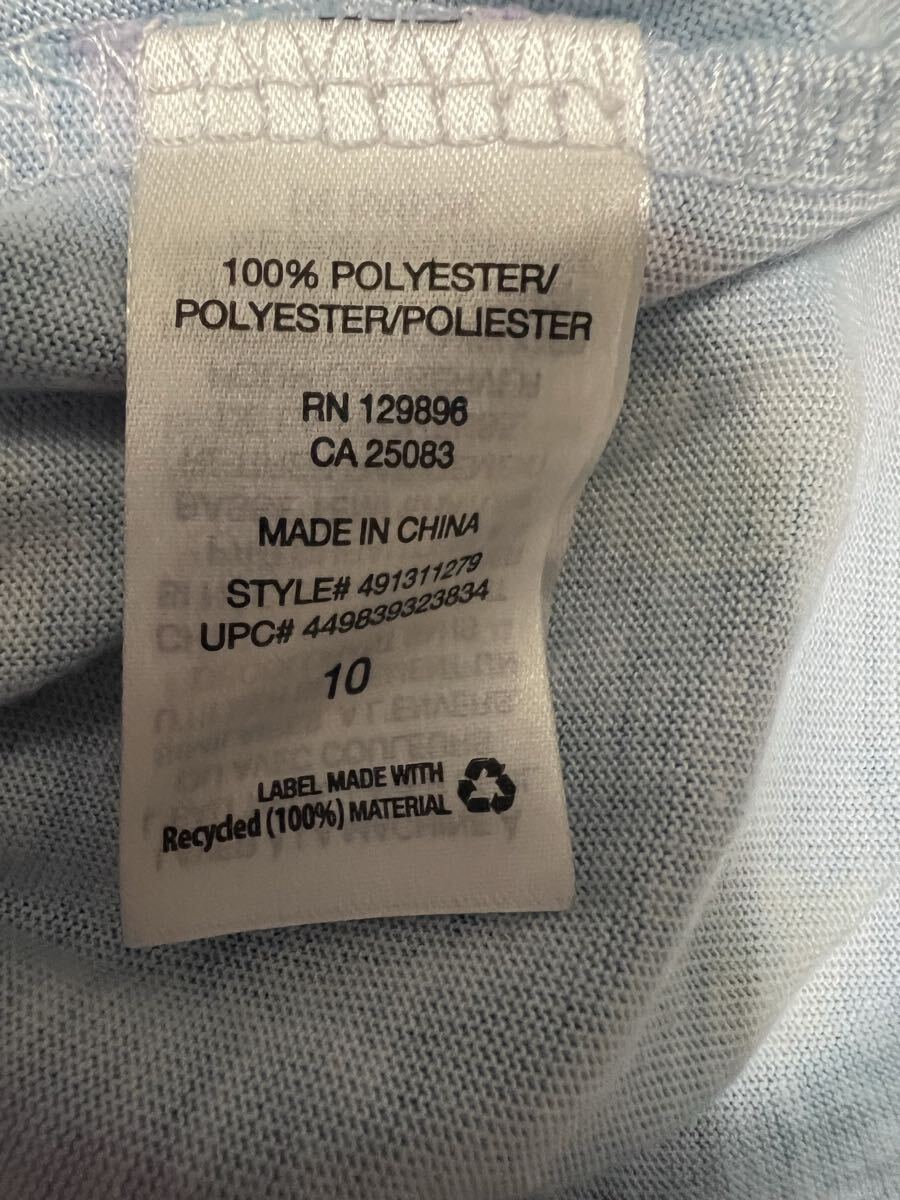 100% POLYESTER/
POLYESTER/POLIESTER
RN 129896
CA 25083
MADE IN CHINA
STYLE# 491311279
UPC# 449839323834
10
LABEL MADE WITH
Recycled (100%) MATERIAL